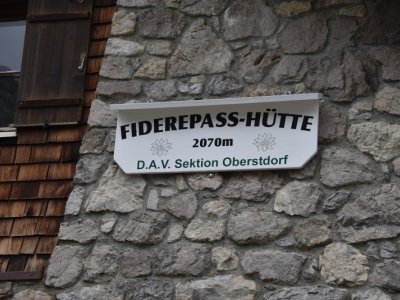 FIDEREPASS-HÜTTE
2070m
D.A.V. Sektion Oberstdorf